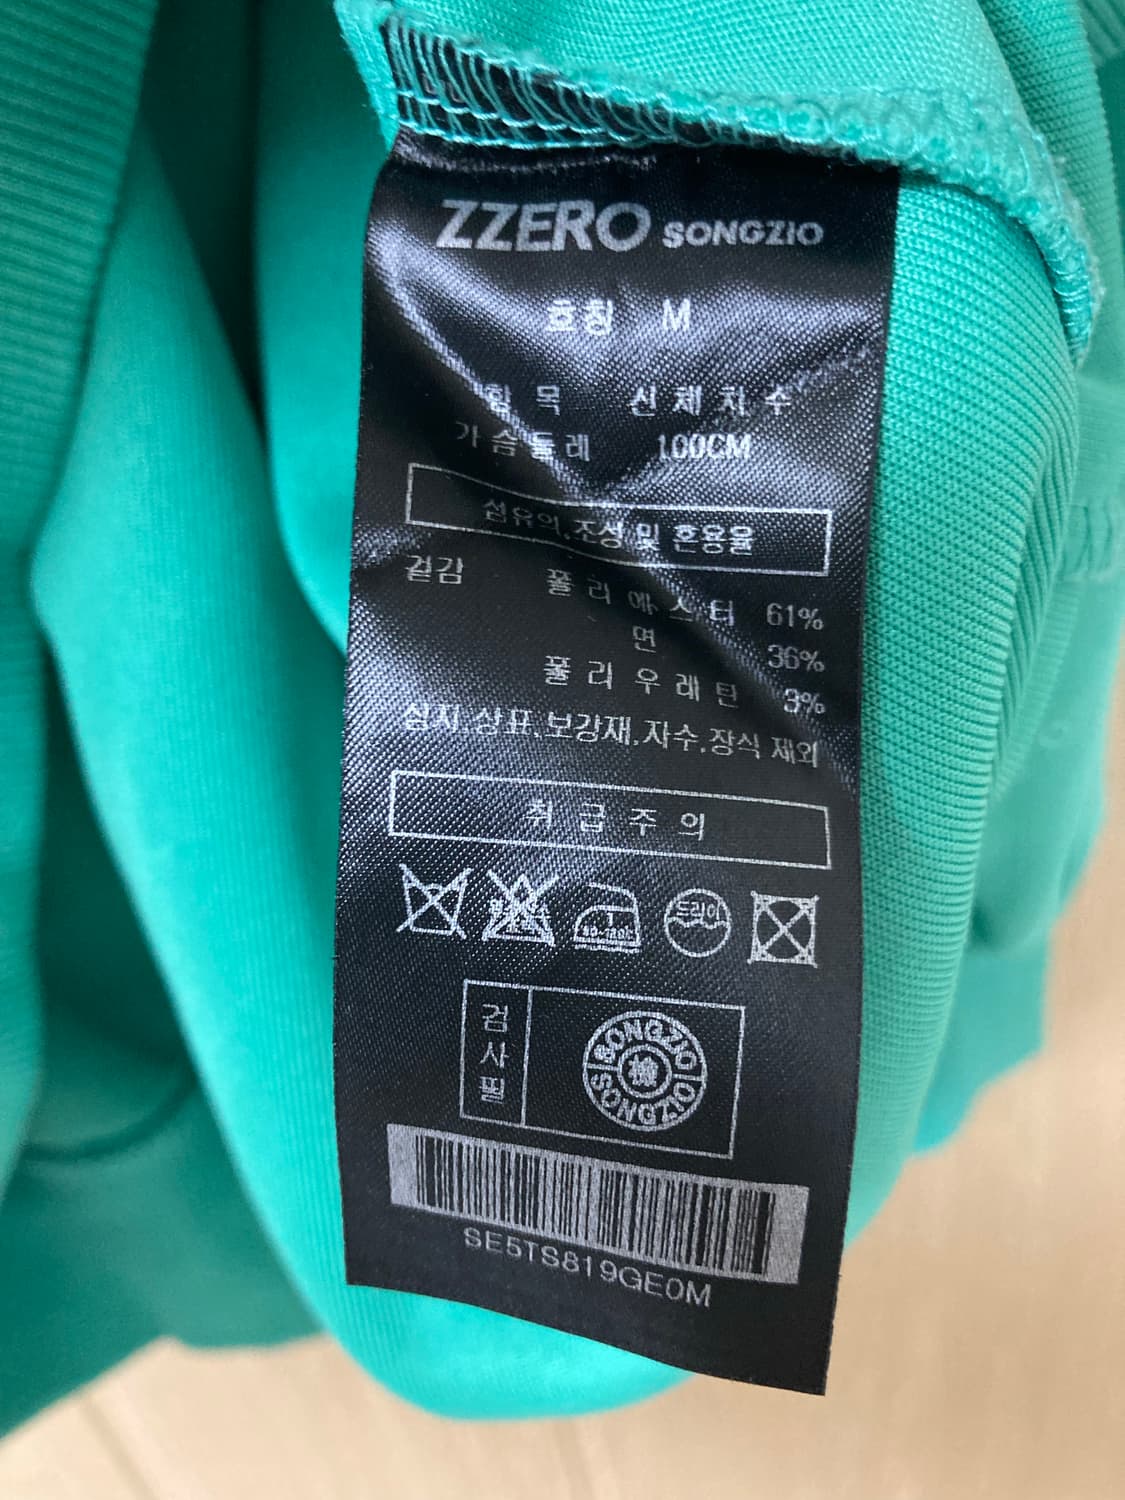 ZZERO SONGZIO
호칭 M
항목 신체치수
가슴둘레 100CM
섬유의 조성 및 혼용율
겉감 폴리에스터 61%
면 36%
폴리우레탄 3%
심지,상표,보강재,자수,장식 제외
취급주의
드라이
검사필
SONGZIO
檢
SONGZIO
SE5TS819GE0M